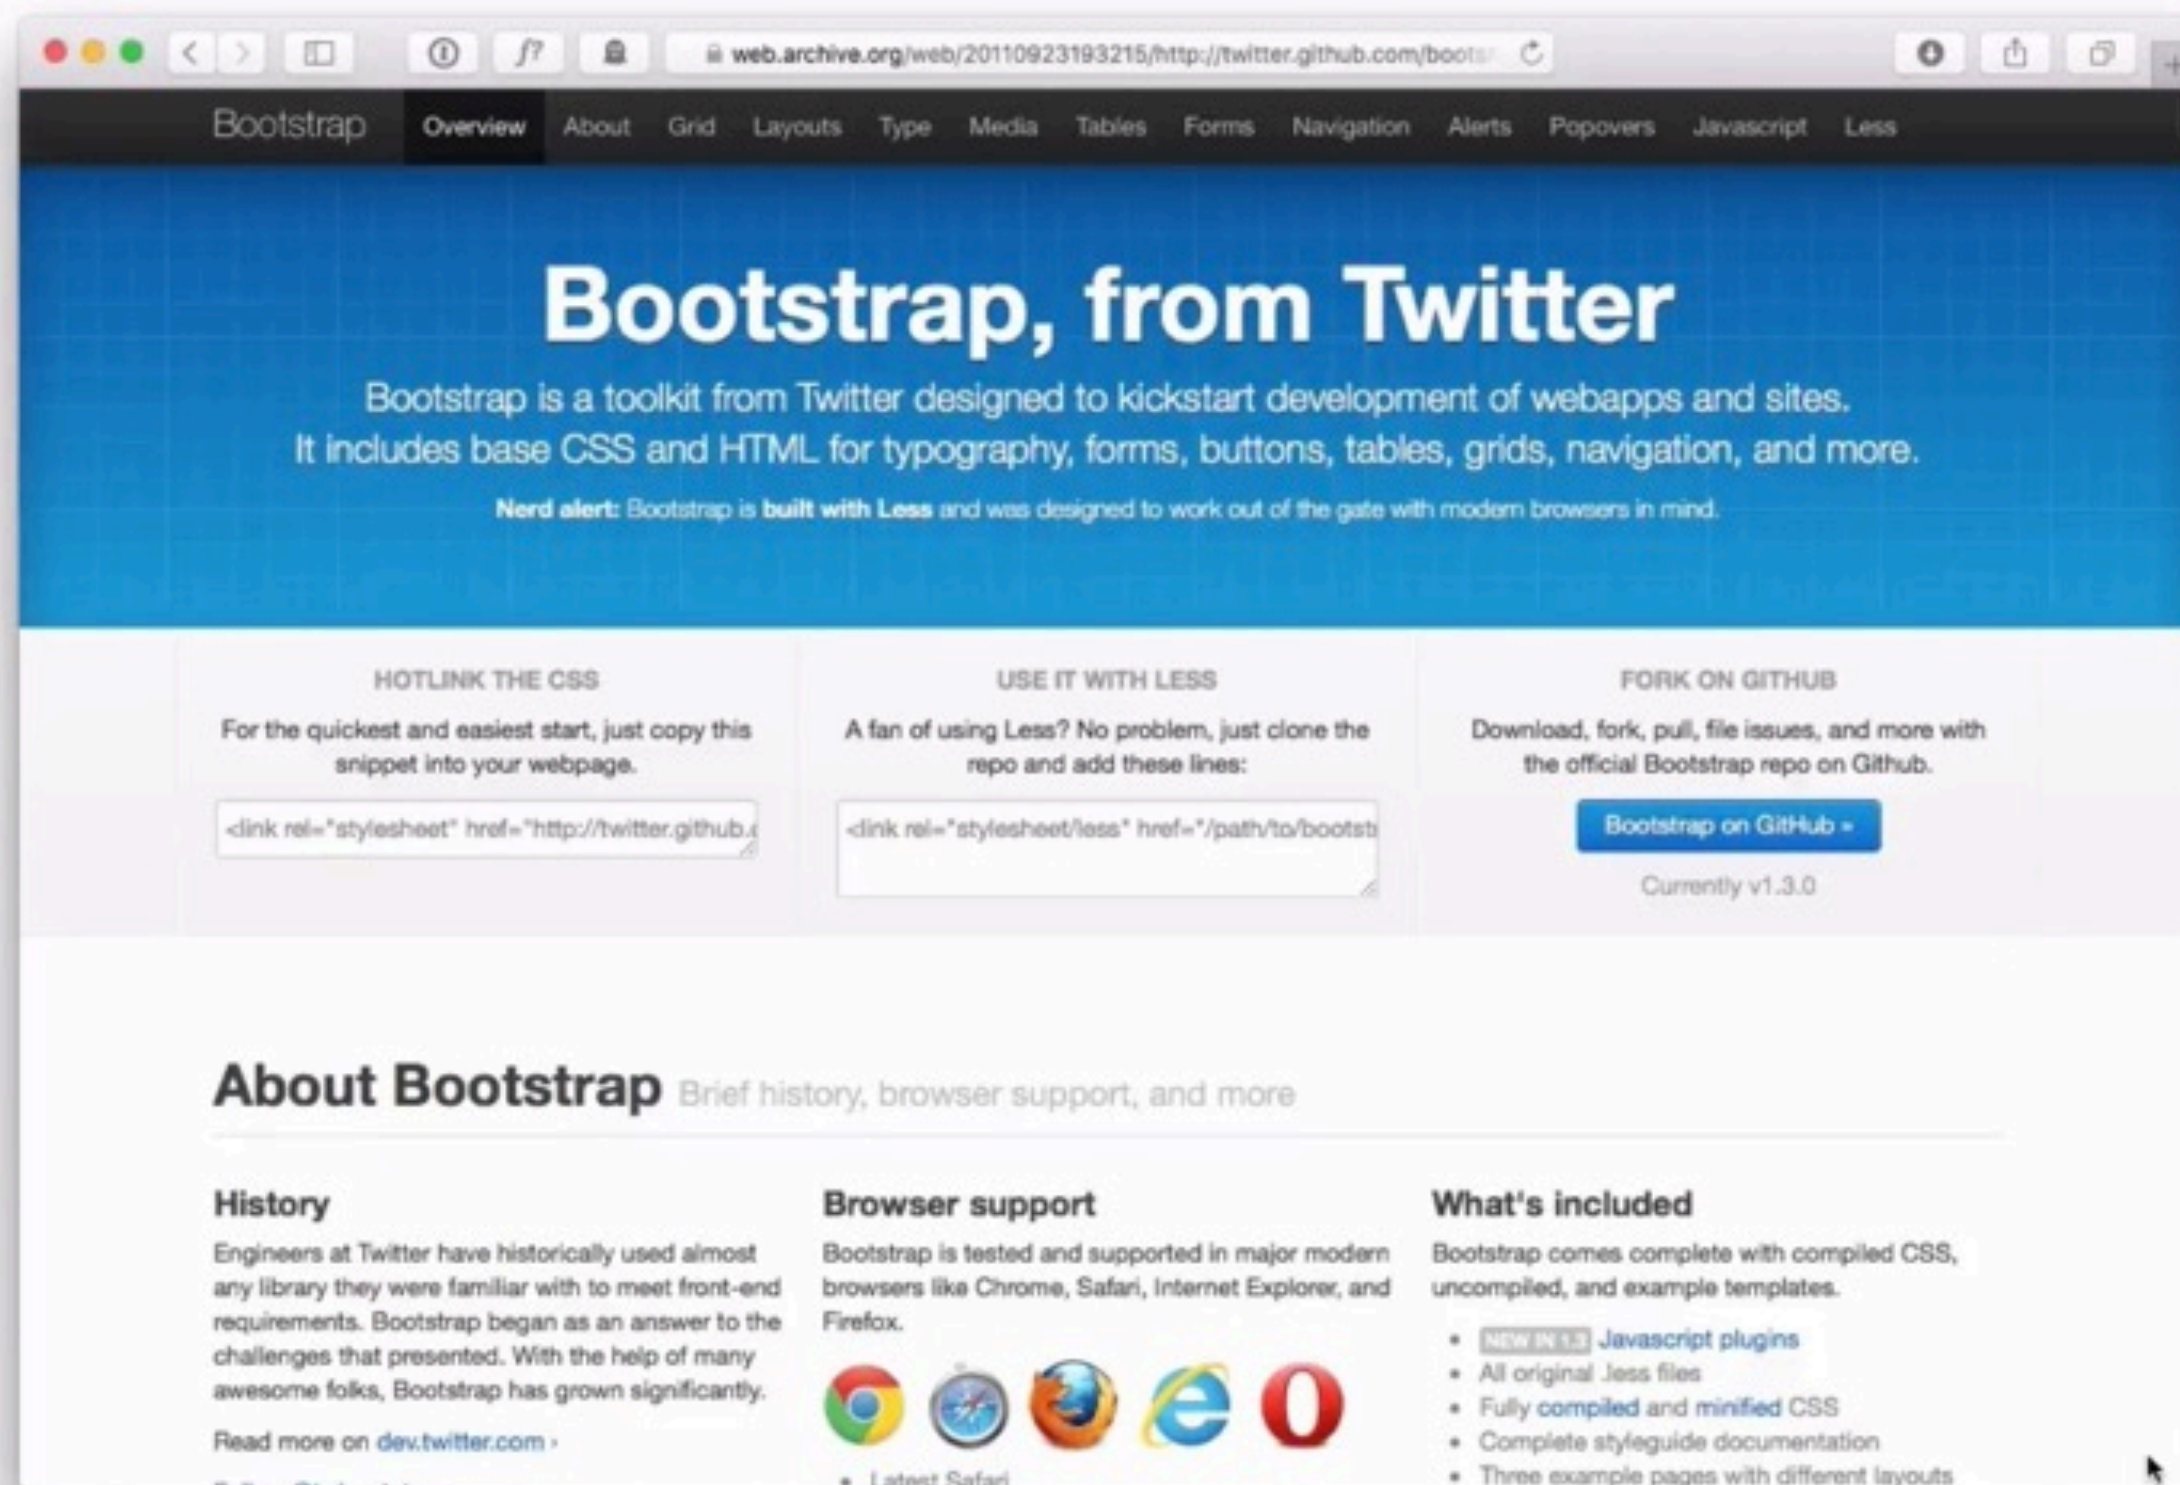 web.archive.org/web/20110923193215/http://twitter.github.com/boots
Bootstrap Overview About Grid Layouts Type Media Tables Forms Navigation Alerts Popovers Javascript Less
Bootstrap, from Twitter
Bootstrap is a toolkit from Twitter designed to kickstart development of webapps and sites.
It includes base CSS and HTML for typography, forms, buttons, tables, grids, navigation, and more.
Nerd alert: Bootstrap is built with Less and was designed to work out of the gate with modern browsers in mind.
HOTLINK THE CSS
For the quickest and easiest start, just copy this
snippet into your webpage.
<link rel="stylesheet" href="http://twitter.github.c
USE IT WITH LESS
A fan of using Less? No problem, just clone the
repo and add these lines:
<link rel="stylesheet/less" href="/path/to/bootst
FORK ON GITHUB
Download, fork, pull, file issues, and more with
the official Bootstrap repo on Github.
Bootstrap on GitHub »
Currently v1.3.0
About Bootstrap Brief history, browser support, and more
History
Engineers at Twitter have historically used almost
any library they were familiar with to meet front-end
requirements. Bootstrap began as an answer to the
challenges that presented. With the help of many
awesome folks, Bootstrap has grown significantly.
Read more on dev.twitter.com ›
Browser support
Bootstrap is tested and supported in major modern
browsers like Chrome, Safari, Internet Explorer, and
Firefox.
• Latest Safari
What's included
Bootstrap comes complete with compiled CSS,
uncompiled, and example templates.
• NEW IN 1.3 Javascript plugins
• All original .less files
• Fully compiled and minified CSS
• Complete styleguide documentation
• Three example pages with different layouts